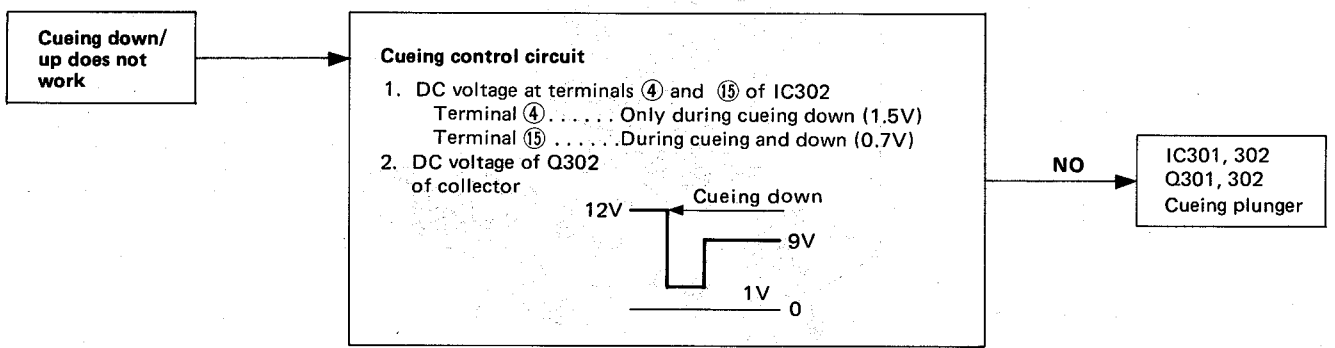 Cueing down/
up does not
work
Cueing control circuit
1. DC voltage at terminals ④ and ⑮ of IC302
Terminal ④ . . . . . . Only during cueing down (1.5V)
Terminal ⑮ . . . . . . During cueing and down (0.7V)
2. DC voltage of Q302
of collector
Cueing down
12V
9V
1V
0
NO
IC301, 302
Q301, 302
Cueing plunger